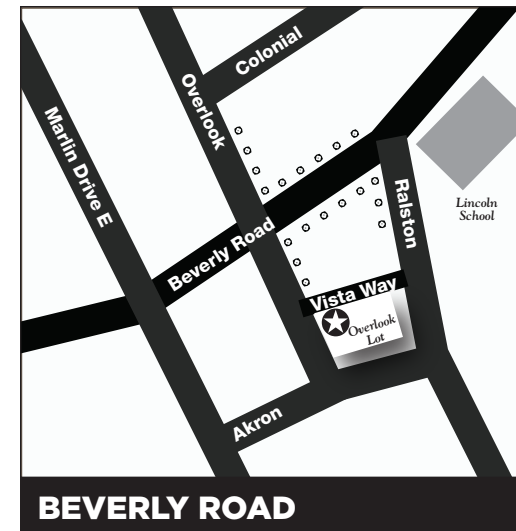 Colonial
Overlook
Marlin Drive E
Beverly Road
Ralston
Lincoln
School
Vista Way
Overlook
Lot
Akron
BEVERLY ROAD